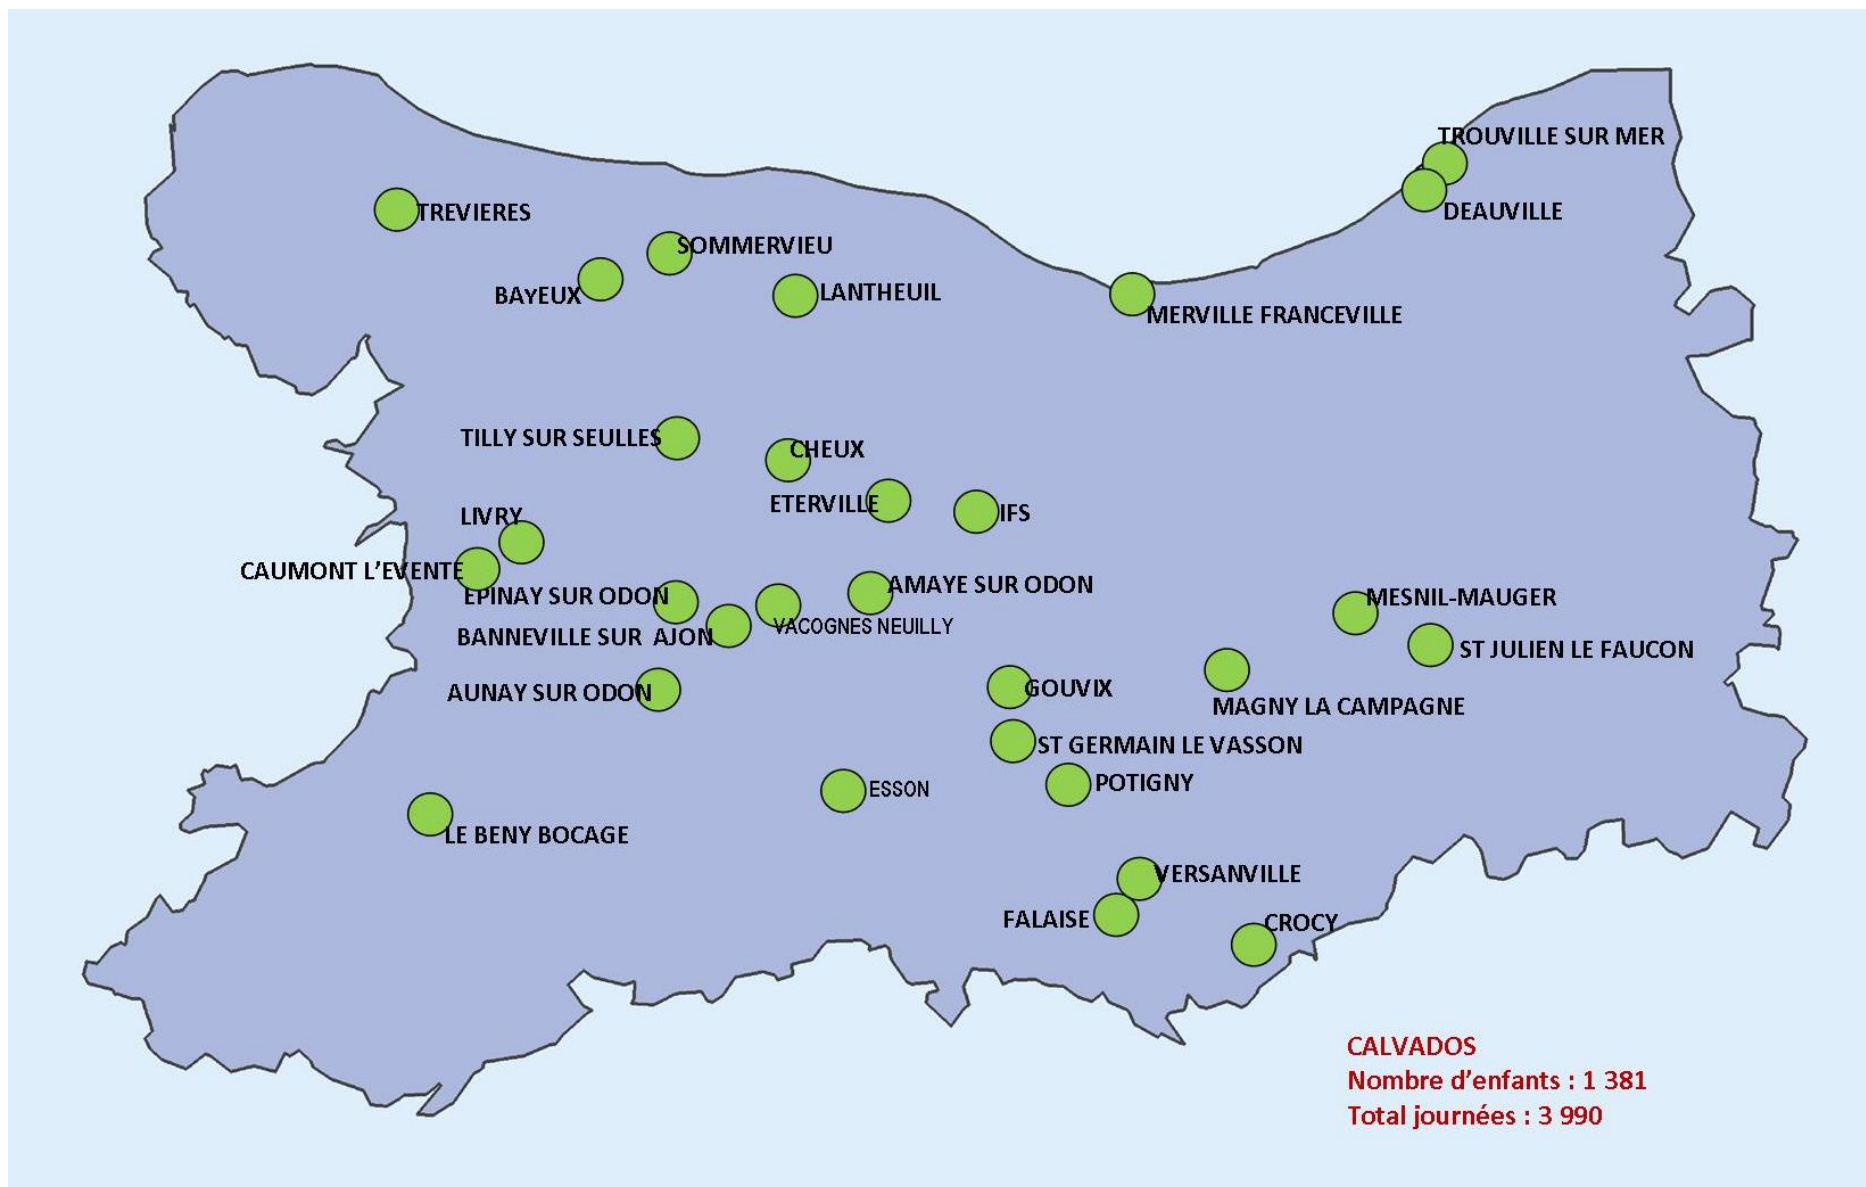 TROUVILLE SUR MER
TREVIERES
DEAUVILLE
SOMMERVIEU
BAYEUX
LANTHEUIL
MERVILLE FRANCEVILLE
TILLY SUR SEULLES
CHEUX
ETERVILLE
IFS
LIVRY
CAUMONT L’EVENTE
EPINAY SUR ODON
AMAYE SUR ODON
MESNIL-MAUGER
BANNEVILLE SUR AJON
VACOGNES NEUILLY
ST JULIEN LE FAUCON
AUNAY SUR ODON
GOUVIX
MAGNY LA CAMPAGNE
ST GERMAIN LE VASSON
ESSON
POTIGNY
LE BENY BOCAGE
VERSANVILLE
FALAISE
CROCY
CALVADOS
Nombre d’enfants : 1 381
Total journées : 3 990